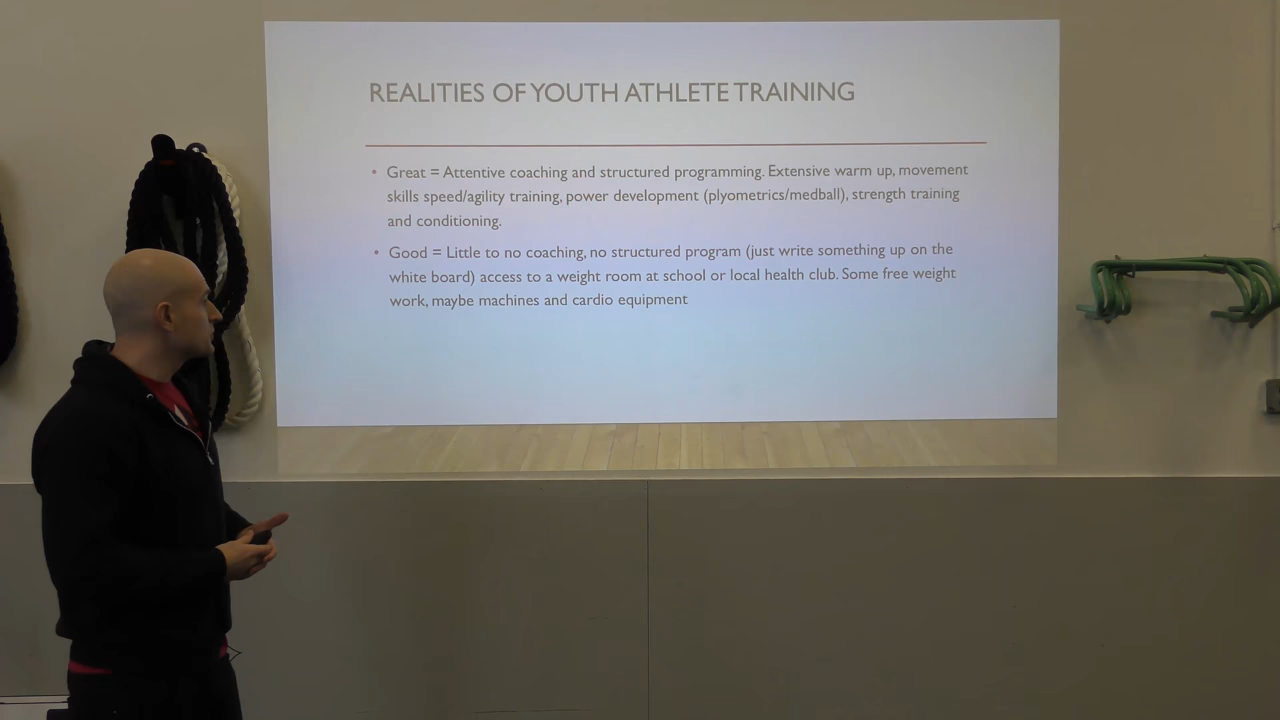 REALITIES OF YOUTH ATHLETE TRAINING
• Great = Attentive coaching and structured programming. Extensive warm up, movement
skills speed/agility training, power development (plyometrics/medball), strength training
and conditioning.
• Good = Little to no coaching, no structured program (just write something up on the
white board) access to a weight room at school or local health club. Some free weight
work, maybe machines and cardio equipment